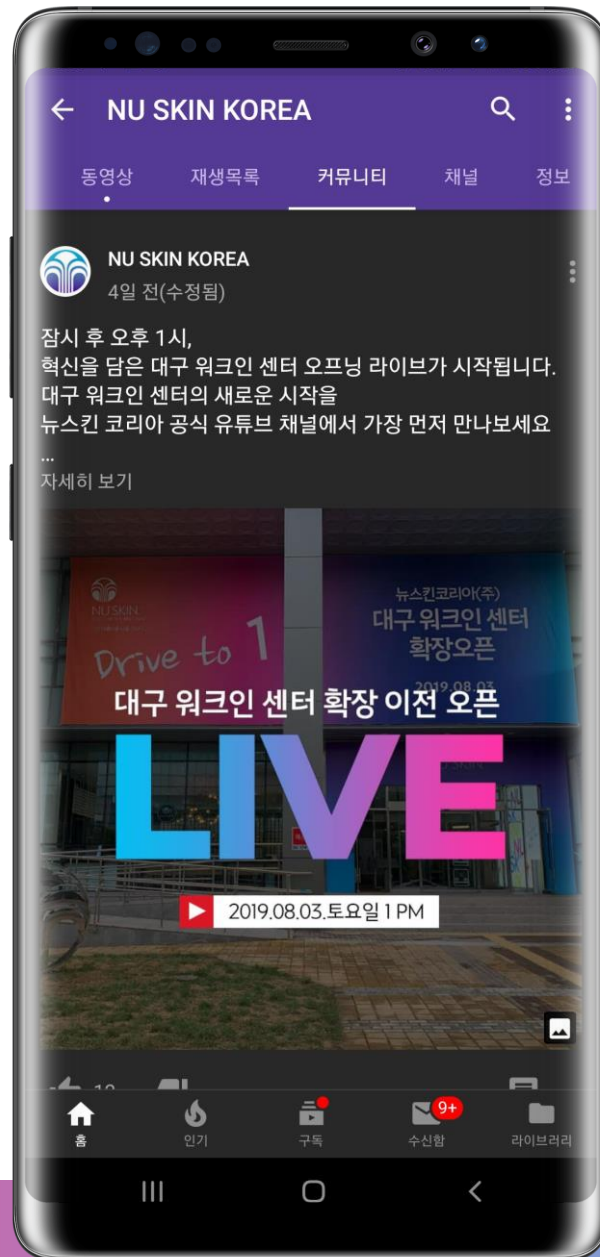 NU SKIN KOREA
동영상 재생목록 커뮤니티 채널 정보
NU SKIN KOREA
4일 전(수정됨)
잠시 후 오후 1시,
혁신을 담은 대구 워크인 센터 오프닝 라이브가 시작됩니다.
대구 워크인 센터의 새로운 시작을
뉴스킨 코리아 공식 유튜브 채널에서 가장 먼저 만나보세요
...
자세히 보기
NU SKIN
Drive to 1
뉴스킨코리아(주)
대구 워크인 센터
확장오픈
2019.08.03
대구 워크인 센터 확장 이전 오픈
LIVE
2019.08.03.토요일 1 PM
9+
홈 인기 구독 수신함 라이브러리